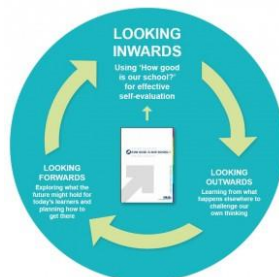 LOOKING
INWARDS
Using 'How good
is our school?'
for effective
self-evaluation
LOOKING
FORWARDS
Exploring what the
future might hold for
today's learners and
planning how to
get there
LOOKING
OUTWARDS
Learning from what
happens elsewhere to
challenge our
own thinking